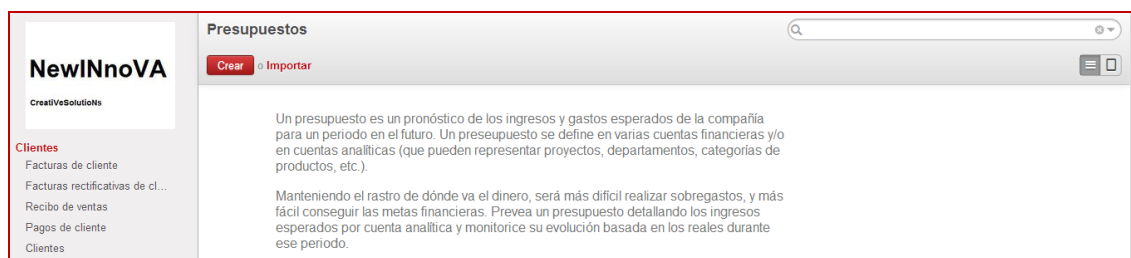 NewINnoVA
CreatiVeSolutioNs
Clientes
Facturas de cliente
Facturas rectificativas de cl...
Recibo de ventas
Pagos de cliente
Clientes
Presupuestos
Crear o Importar
Un presupuesto es un pronóstico de los ingresos y gastos esperados de la compañía
para un periodo en el futuro. Un preseupuesto se define en varias cuentas financieras y/o
en cuentas analíticas (que pueden representar proyectos, departamentos, categorías de
productos, etc.).
Manteniendo el rastro de dónde va el dinero, será más difícil realizar sobregastos, y más
fácil conseguir las metas financieras. Prevea un presupuesto detallando los ingresos
esperados por cuenta analítica y monitorice su evolución basada en los reales durante
ese periodo.